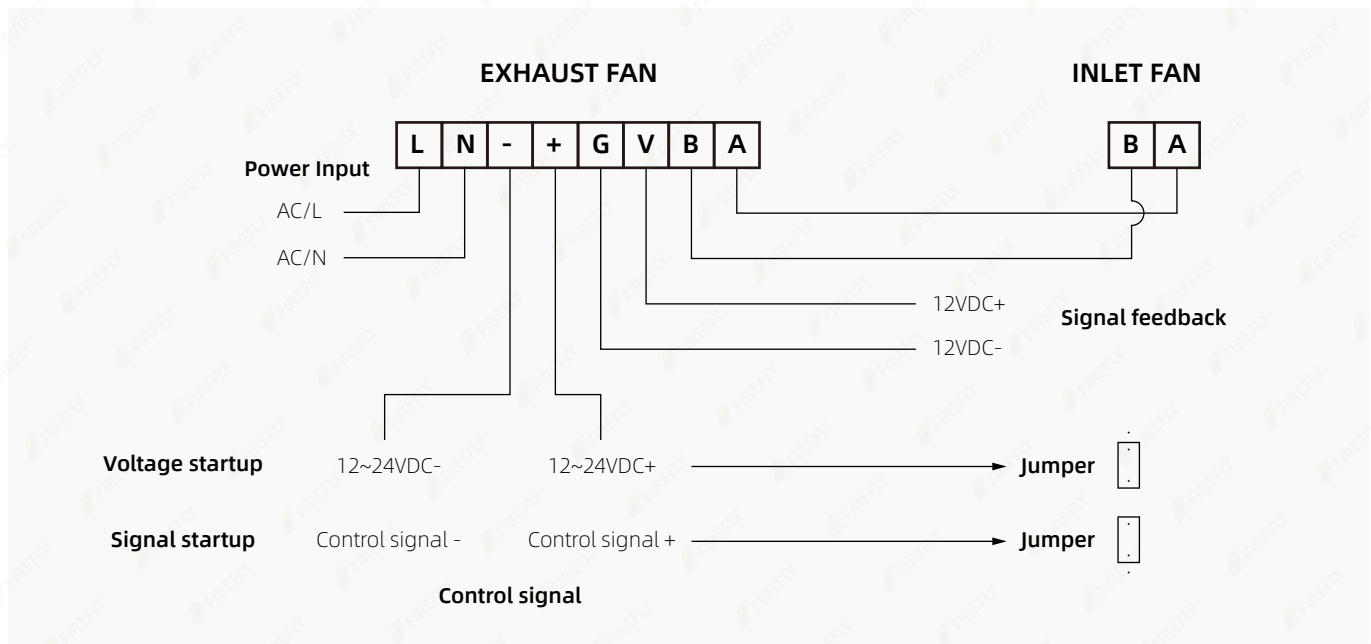 EXHAUST FAN INLET FAN
L N - + G V B A B A
Power Input
AC/L
AC/N
12VDC+
Signal feedback
12VDC-
Voltage startup 12~24VDC- 12~24VDC+ Jumper
Signal startup Control signal - Control signal + Jumper
Control signal
FIREFLY